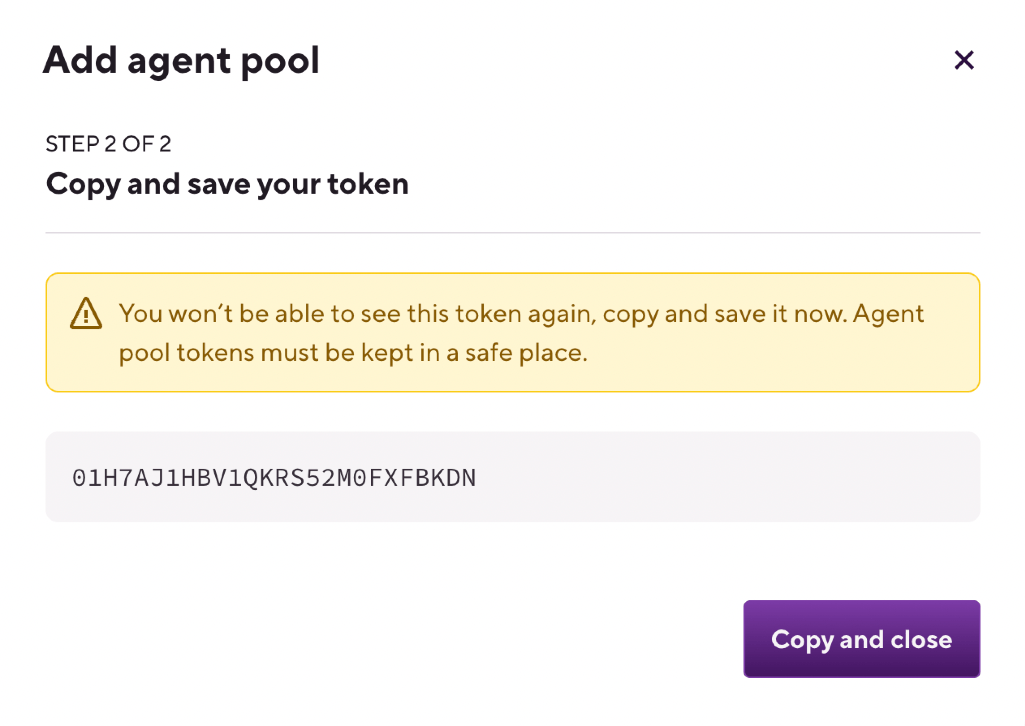 Add agent pool
STEP 2 OF 2
Copy and save your token
You won’t be able to see this token again, copy and save it now. Agent
pool tokens must be kept in a safe place.
01H7AJ1HBV1QKRS52M0FXFBKDN
Copy and close